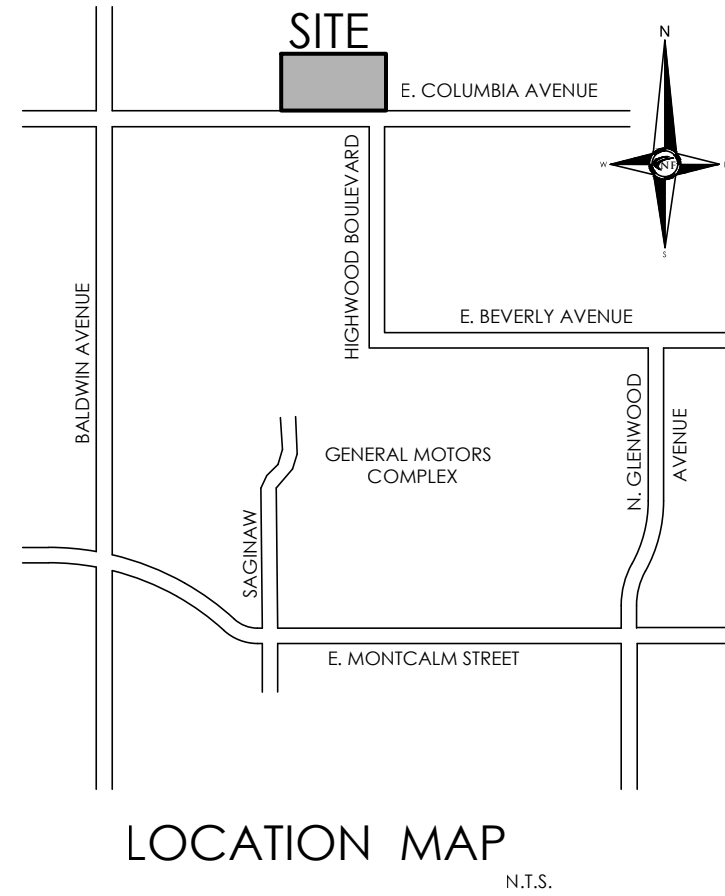 SITE
E. COLUMBIA AVENUE
N
W
NF
S
HIGHWOOD BOULEVARD
BALDWIN AVENUE
E. BEVERLY AVENUE
GENERAL MOTORS
COMPLEX
N. GLENWOOD
AVENUE
SAGINAW
E. MONTCALM STREET
LOCATION MAP
N.T.S.